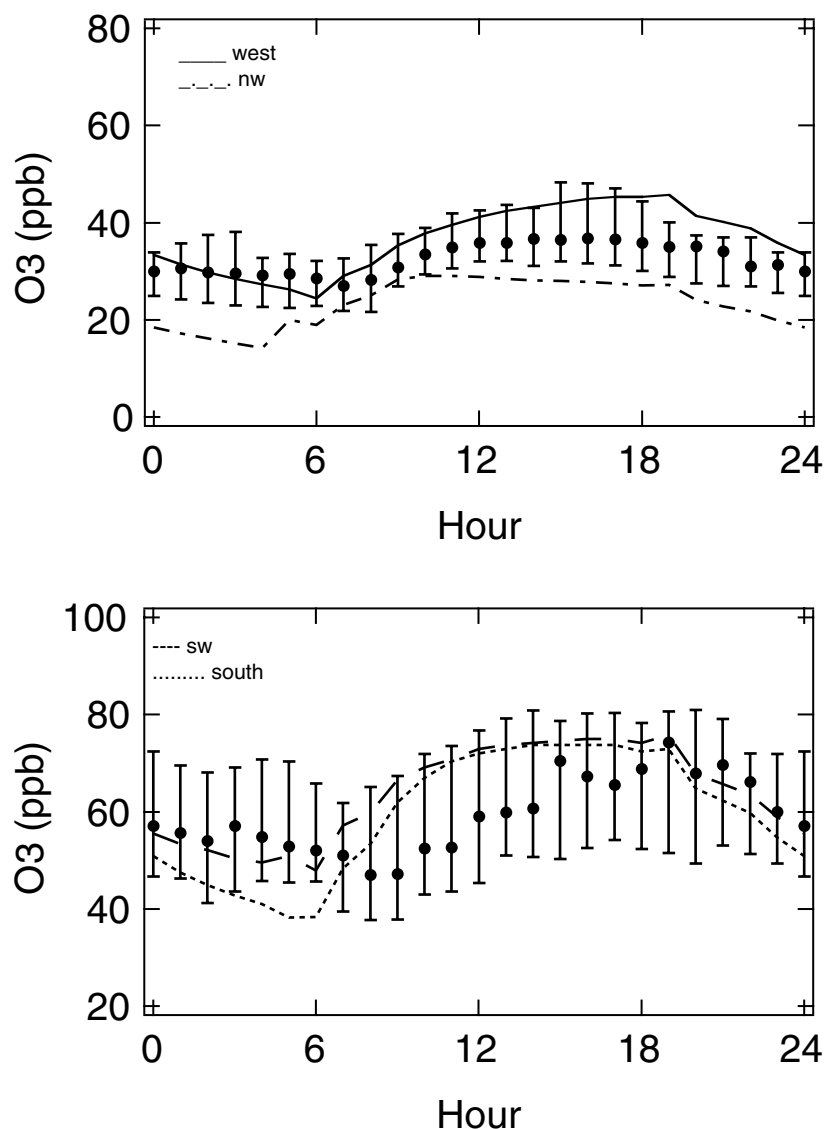 80
____ west
_._._. nw
60
O3 (ppb)
40
20
0
0 6 12 18 24
Hour
100
---- sw
......... south
80
O3 (ppb)
60
40
20
0 6 12 18 24
Hour